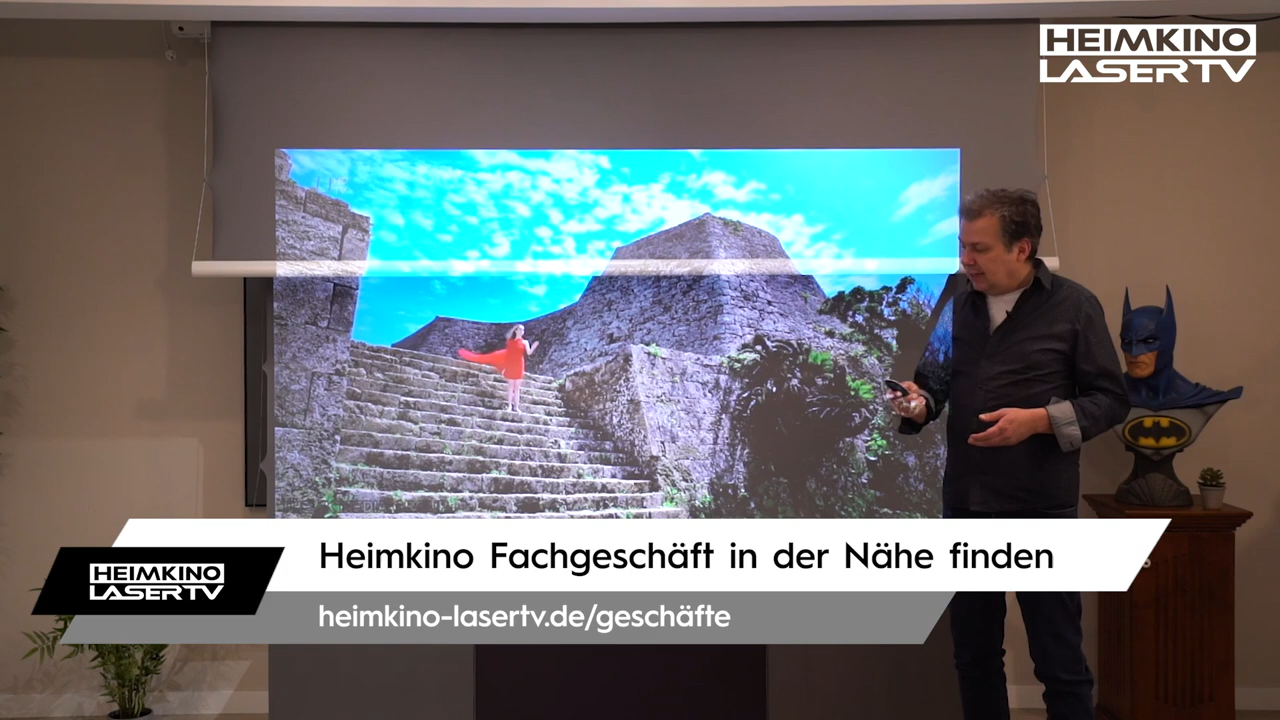 HEIMKINO
LASERTV
Heimkino Fachgeschäft in der Nähe finden
HEIMKINO
LASERTV
heimkino-lasertv.de/geschäfte